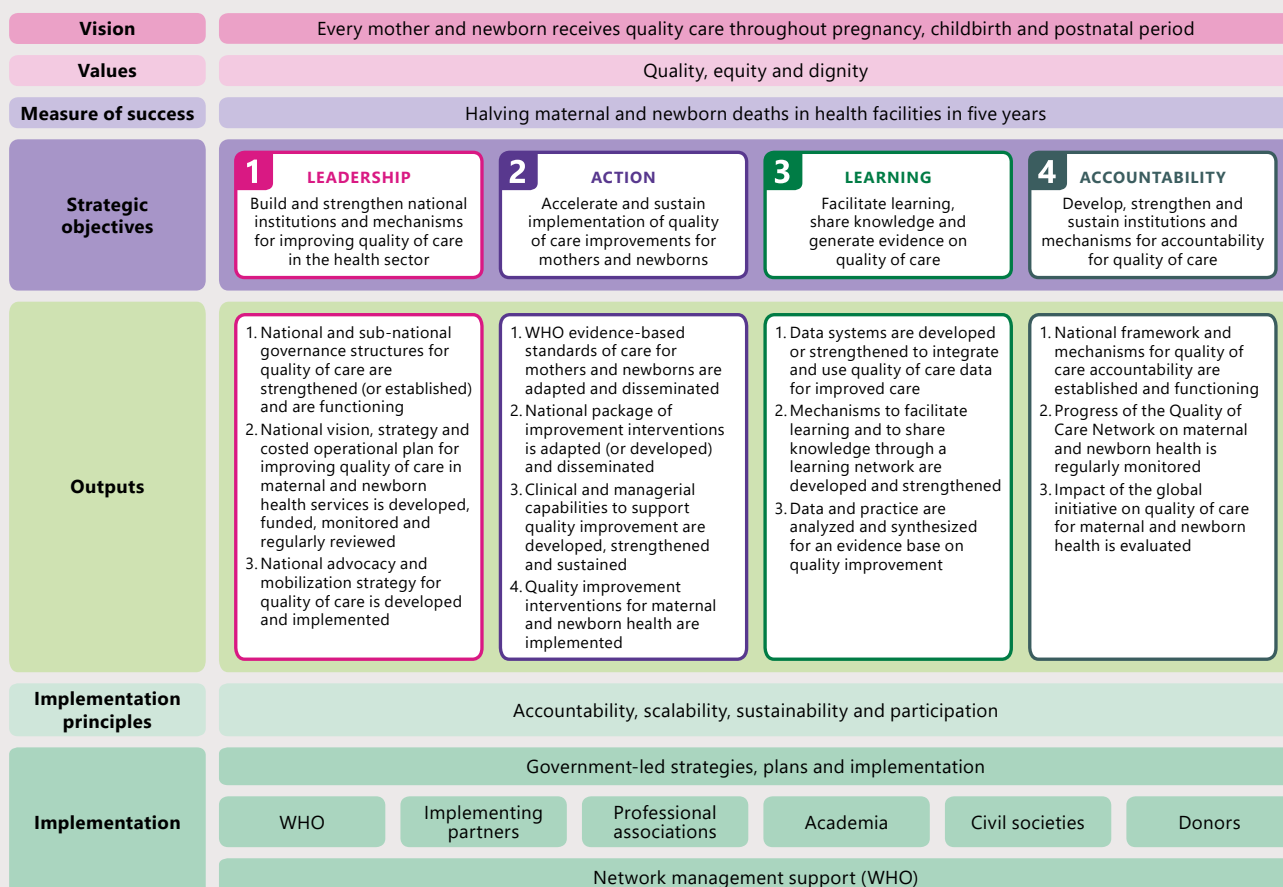 Vision
Every mother and newborn receives quality care throughout pregnancy, childbirth and postnatal period
Values
Quality, equity and dignity
Measure of success
Halving maternal and newborn deaths in health facilities in five years
Strategic
objectives
1 LEADERSHIP
Build and strengthen national
institutions and mechanisms
for improving quality of care
in the health sector
2 ACTION
Accelerate and sustain
implementation of quality
of care improvements for
mothers and newborns
3 LEARNING
Facilitate learning,
share knowledge and
generate evidence on
quality of care
4 ACCOUNTABILITY
Develop, strengthen and
sustain institutions and
mechanisms for accountability
for quality of care
Outputs
1. National and sub-national
governance structures for
quality of care are
strengthened (or established)
and are functioning
2. National vision, strategy and
costed operational plan for
improving quality of care in
maternal and newborn
health services is developed,
funded, monitored and
regularly reviewed
3. National advocacy and
mobilization strategy for
quality of care is developed
and implemented
1. WHO evidence-based
standards of care for
mothers and newborns are
adapted and disseminated
2. National package of
improvement interventions
is adapted (or developed)
and disseminated
3. Clinical and managerial
capabilities to support
quality improvement are
developed, strengthened
and sustained
4. Quality improvement
interventions for maternal
and newborn health are
implemented
1. Data systems are developed
or strengthened to integrate
and use quality of care data
for improved care
2. Mechanisms to facilitate
learning and to share
knowledge through a
learning network are
developed and strengthened
3. Data and practice are
analyzed and synthesized
for an evidence base on
quality improvement
1. National framework and
mechanisms for quality of
care accountability are
established and functioning
2. Progress of the Quality of
Care Network on maternal
and newborn health is
regularly monitored
3. Impact of the global
initiative on quality of care
for maternal and newborn
health is evaluated
Implementation
principles
Accountability, scalability, sustainability and participation
Implementation
Government-led strategies, plans and implementation
WHO
Implementing
partners
Professional
associations
Academia
Civil societies
Donors
Network management support (WHO)